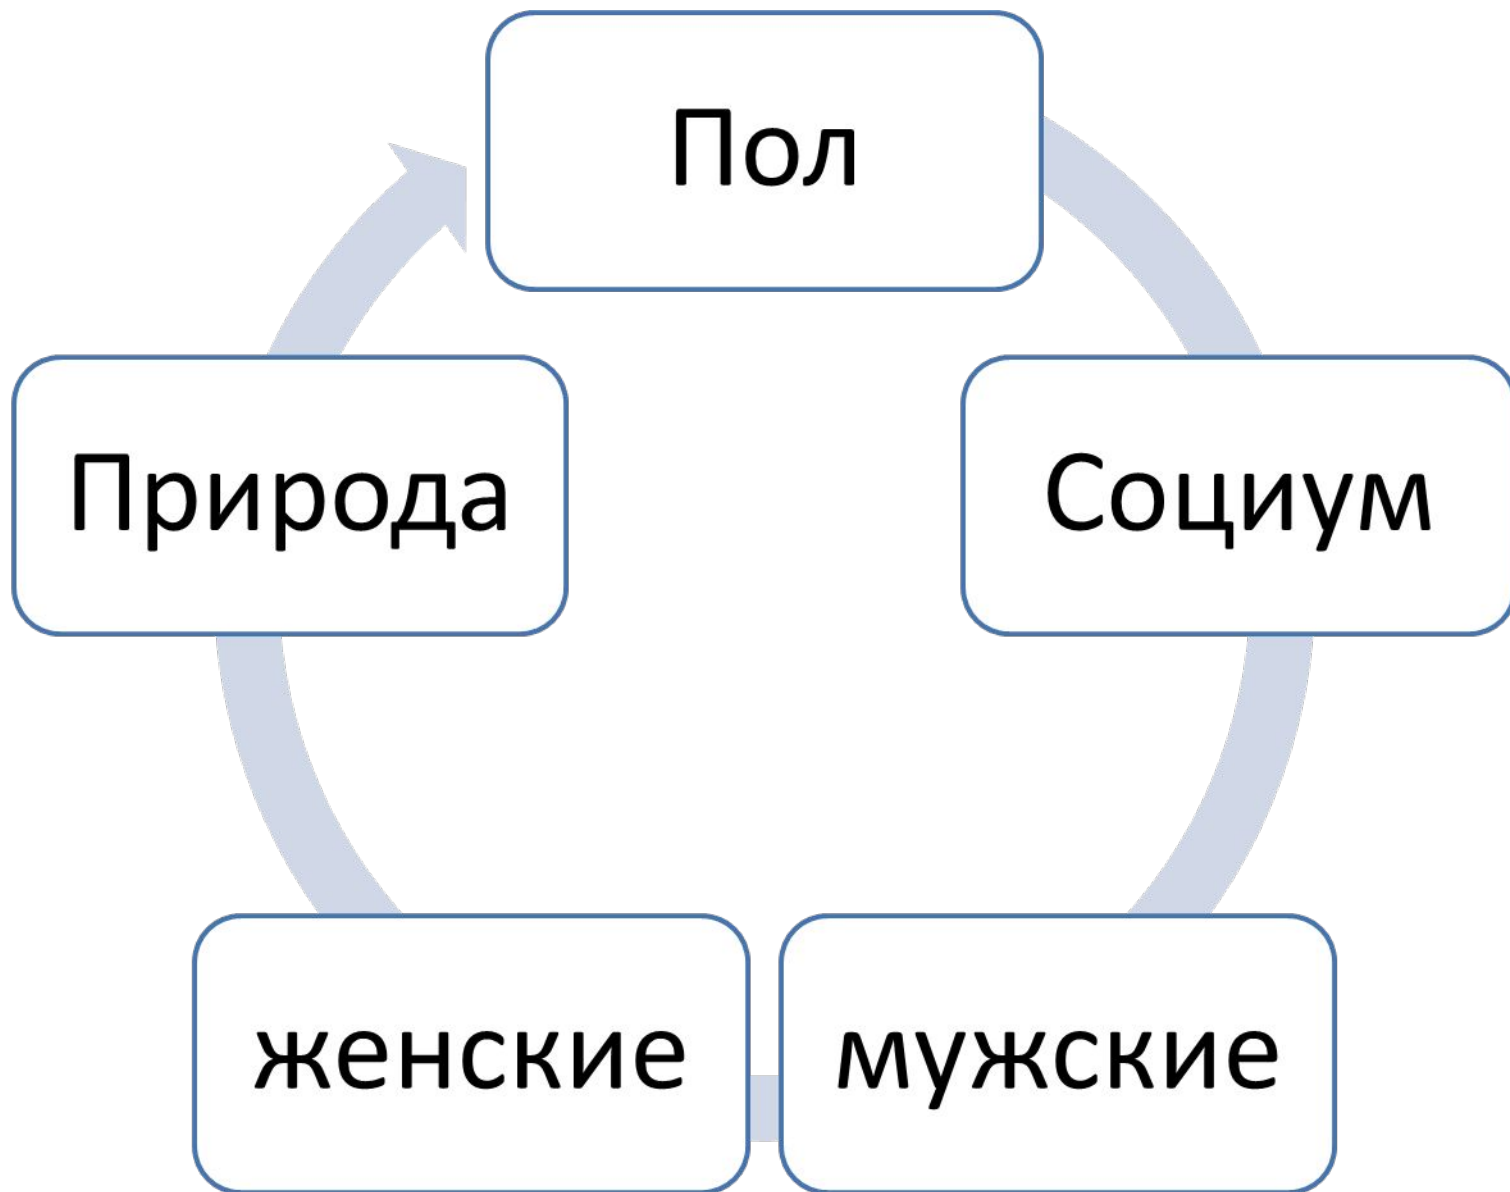 Пол
Социум
мужские
женские
Природа